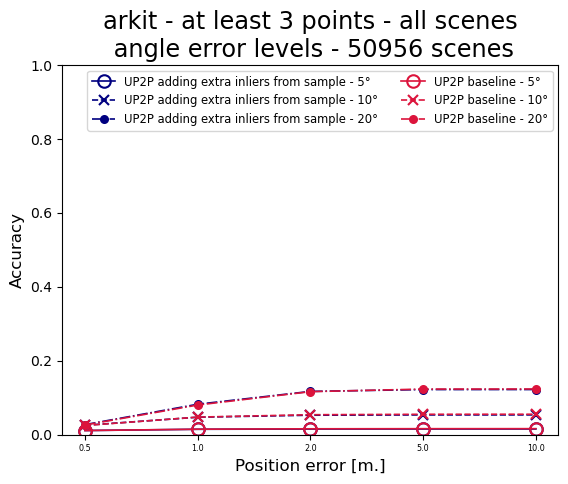 arkit - at least 3 points - all scenes
angle error levels - 50956 scenes
UP2P adding extra inliers from sample - 5°
UP2P adding extra inliers from sample - 10°
UP2P adding extra inliers from sample - 20°
UP2P baseline - 5°
UP2P baseline - 10°
UP2P baseline - 20°
Accuracy
1.0
0.8
0.6
0.4
0.2
0.0
0.5 1.0 2.0 5.0 10.0
Position error [m.]